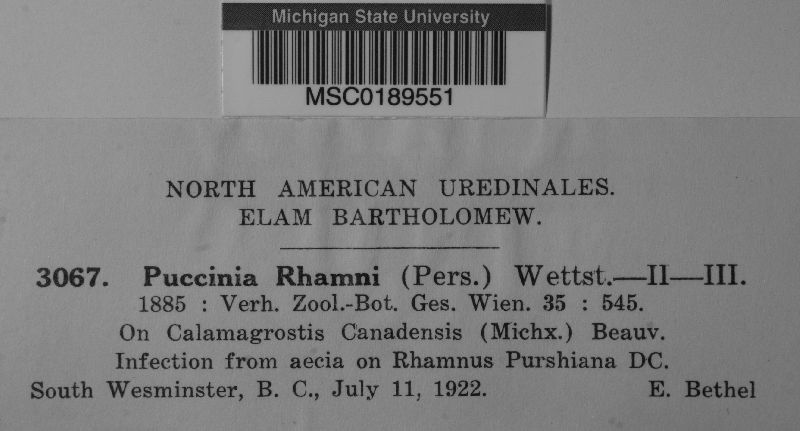 Michigan State University
MSC0189551
NORTH AMERICAN UREDINALES.
ELAM BARTHOLOMEW.
3067. Puccinia Rhamni (Pers.) Wettst.—II—III.
1885 : Verh. Zool.-Bot. Ges. Wien. 35 : 545.
On Calamagrostis Canadensis (Michx.) Beauv.
Infection from aecia on Rhamnus Purshiana DC.
South Wesminster, B. C., July 11, 1922. E. Bethel